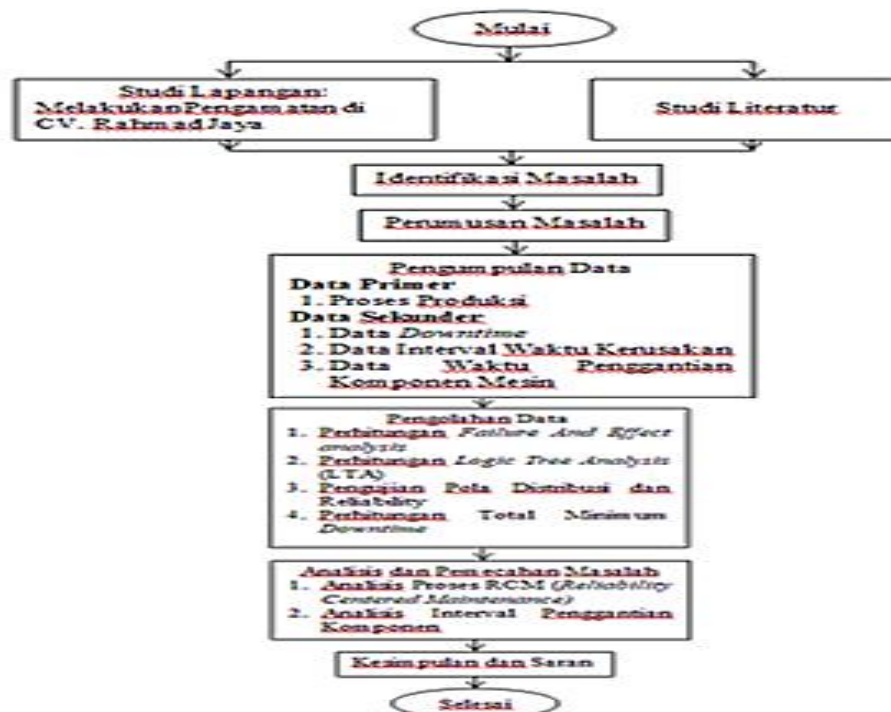 Mulai
Studi Lapangan:
Melakukan Pengamatan di
CV. Rahmad Jaya
Studi Literatur
Identifikasi Masalah
Perumusan Masalah
Pengumpulan Data
Data Primer
1. Proses Produksi
Data Sekunder
1. Data Downtime
2. Data Interval Waktu Kerusakan
3. Data Waktu Penggantian
Komponen Mesin
Pengolahan Data
1. Perhitungan Failure And Effect
analysis
2. Perhitungan Logic Tree Analysis
(LTA)
3. Pengujian Pola Distribusi dan
Reliability
4. Perhitungan Total Minimum
Downtime
Analisis dan Pemecahan Masalah
1. Analisis Proses RCM (Reliability
Centered Maintenance)
2. Analisis Interval Penggantian
Komponen
Kesimpulan dan Saran
Selesai